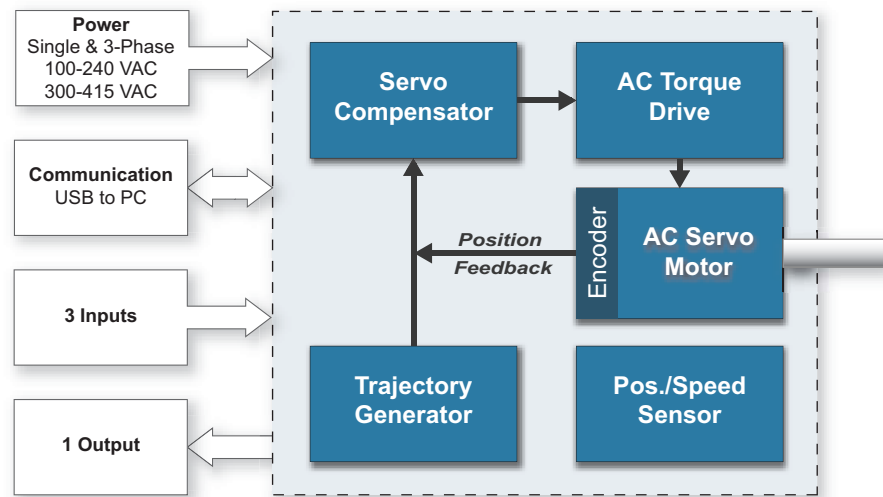 Power
Single & 3-Phase
100-240 VAC
300-415 VAC
Communication
USB to PC
3 Inputs
1 Output
Servo
Compensator
AC Torque
Drive
Position
Feedback
Encoder
AC Servo
Motor
Trajectory
Generator
Pos./Speed
Sensor